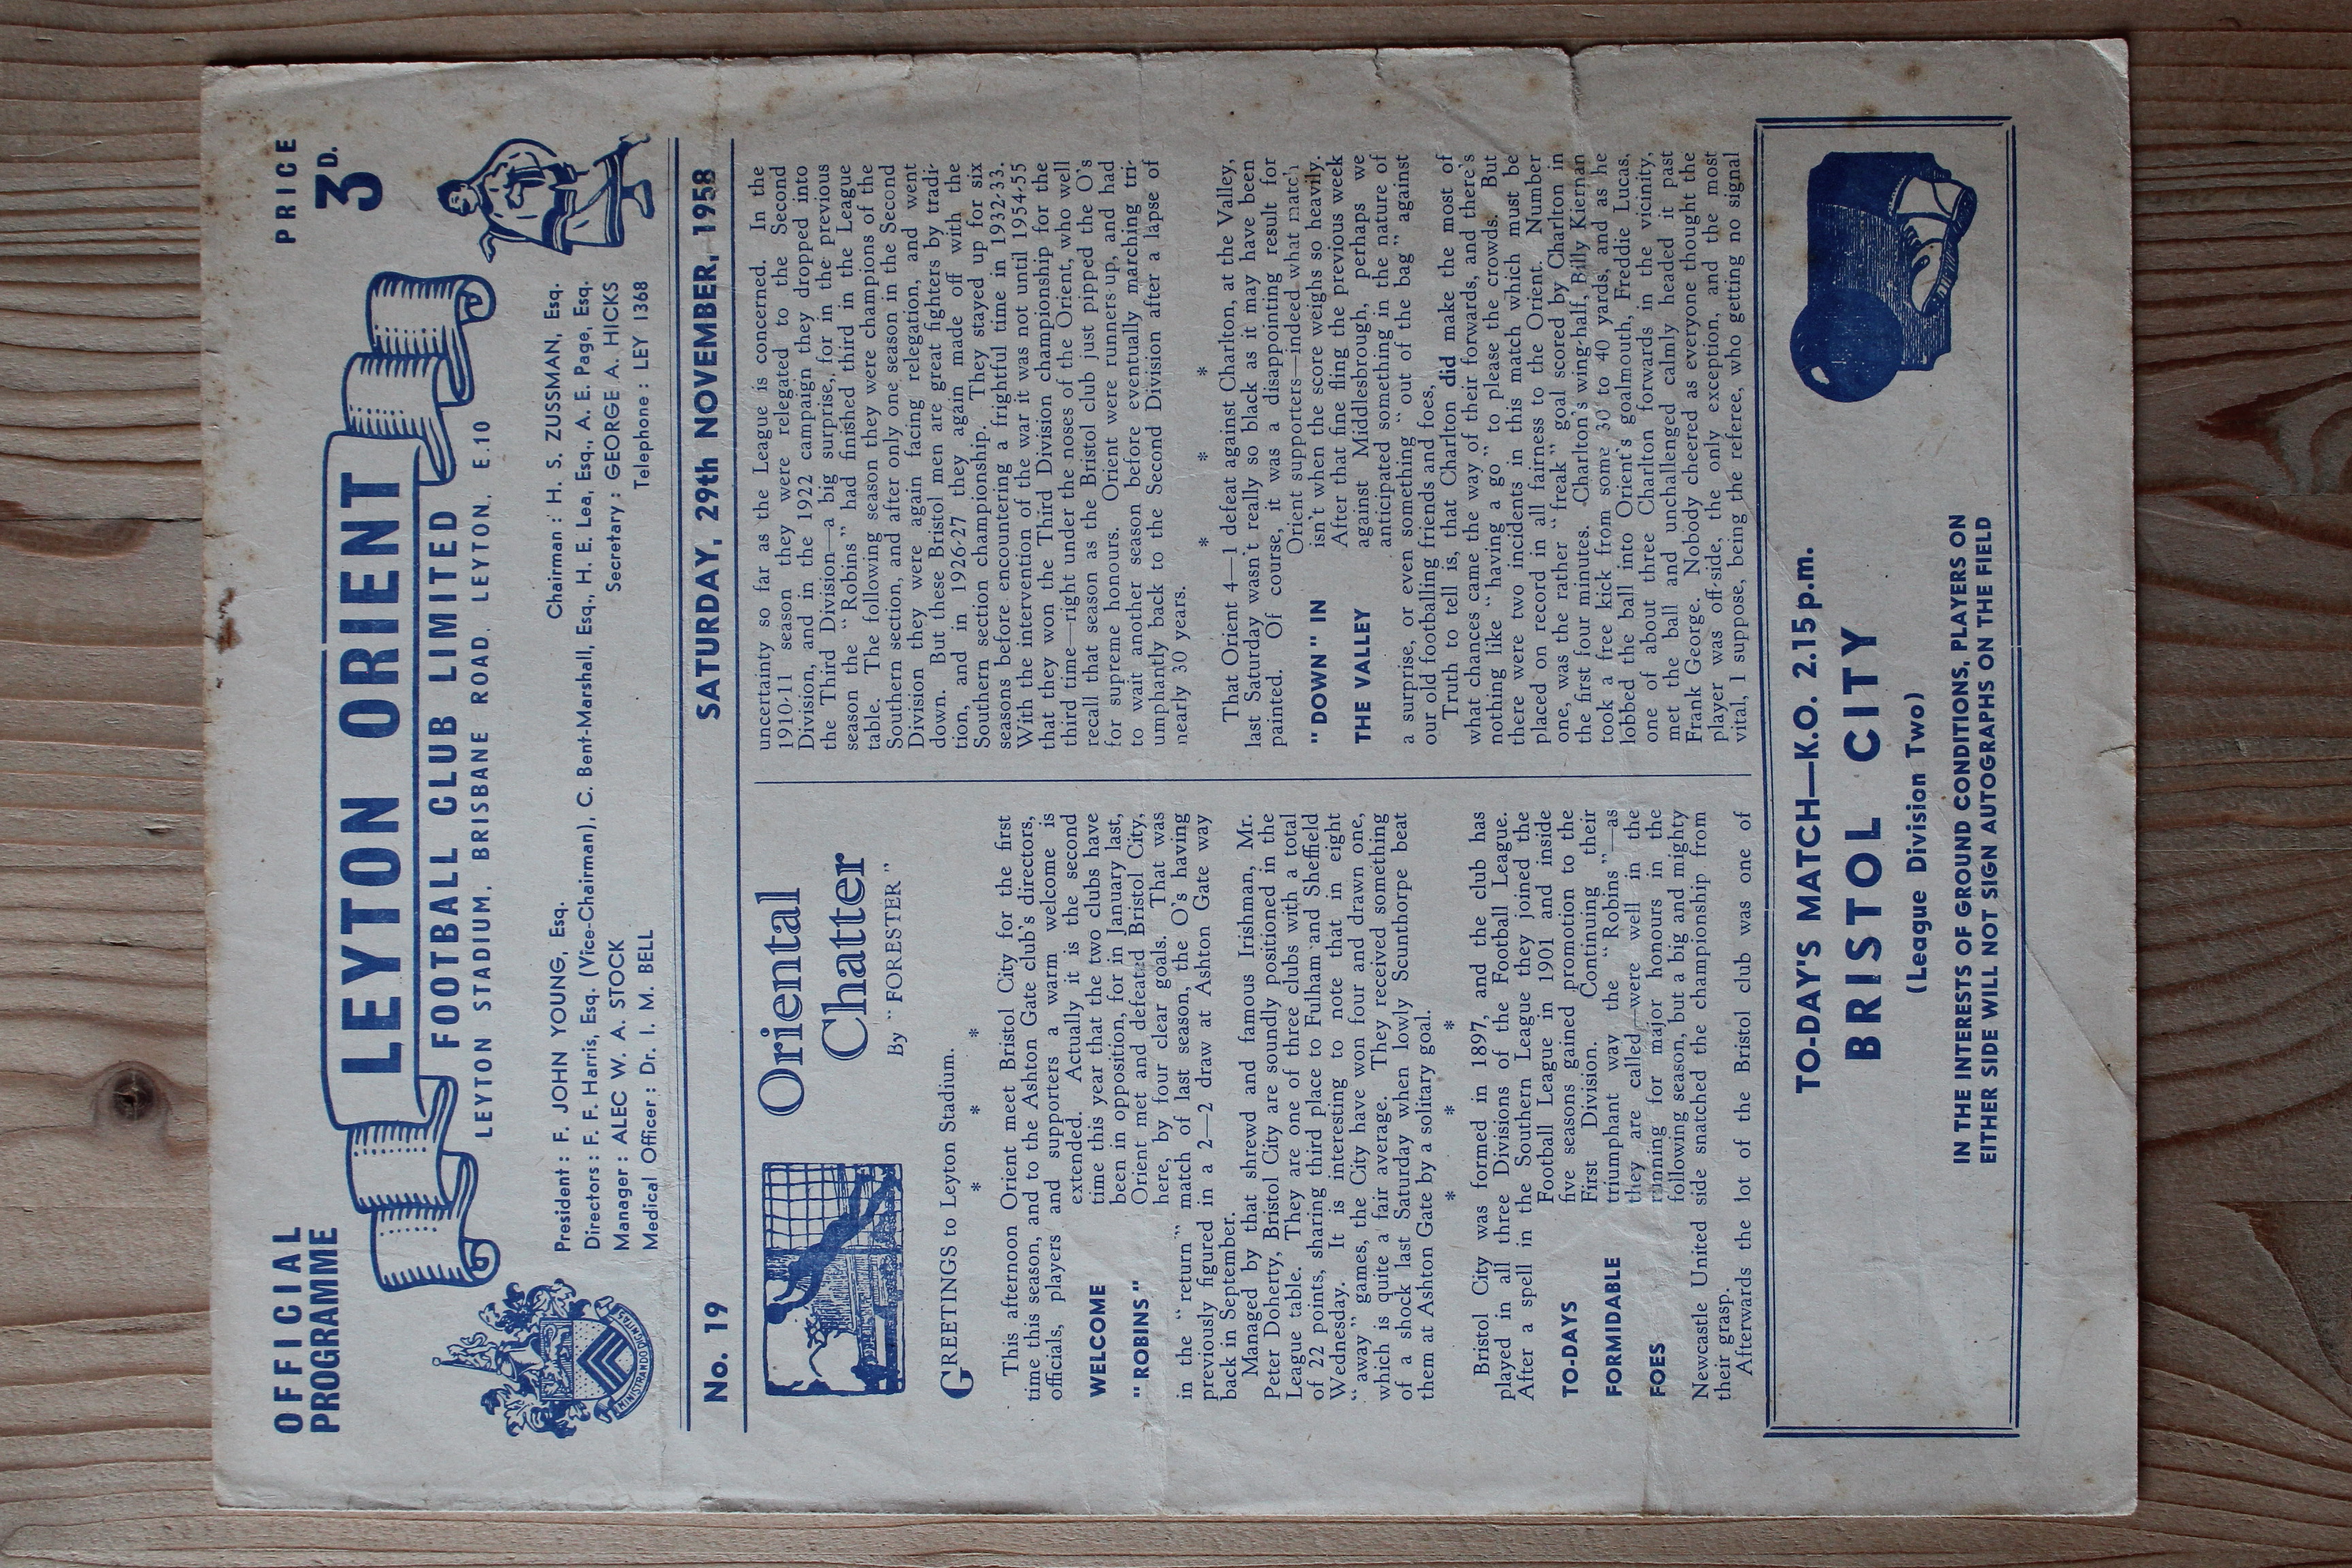 OFFICIAL
PROGRAMME
PRICE
3D.
LEYTON ORIENT
FOOTBALL CLUB LIMITED
LEYTON STADIUM, BRISBANE ROAD, LEYTON, E.10
MINISTRANDO DIGNITAS
President : F. JOHN YOUNG, Esq.
Chairman : H. S. ZUSSMAN, Esq.
Directors : F. F. Harris, Esq. (Vice-Chairman), C. Bent-Marshall, Esq., H. E. Lea, Esq., A. E. Page, Esq.
Manager : ALEC W. A. STOCK
Secretary : GEORGE A. HICKS
Medical Officer : Dr. I. M. BELL
Telephone : LEY 1368
No. 19
SATURDAY, 29th NOVEMBER, 1958
Oriental
Chatter
By "FORESTER"
GREETINGS to Leyton Stadium.
* * *
This afternoon Orient meet Bristol City for the first
time this season, and to the Ashton Gate club's directors,
officials, players and supporters a warm welcome is
extended. Actually it is the second
WELCOME
time this year that the two clubs have
been in opposition, for in January last,
"ROBINS"
Orient met and defeated Bristol City,
here, by four clear goals. That was
in the "return" match of last season, the O's having
previously figured in a 2—2 draw at Ashton Gate way
back in September.
Managed by that shrewd and famous Irishman, Mr.
Peter Doherty, Bristol City are soundly positioned in the
League table. They are one of three clubs with a total
of 22 points, sharing third place to Fulham and Sheffield
Wednesday. It is interesting to note that in eight
"away" games, the City have won four and drawn one,
which is quite a fair average. They received something
of a shock last Saturday when lowly Scunthorpe beat
them at Ashton Gate by a solitary goal.
* * *
Bristol City was formed in 1897, and the club has
played in all three Divisions of the Football League.
After a spell in the Southern League they joined the
Football League in 1901 and inside
TO-DAYS
five seasons gained promotion to the
First Division. Continuing their
FORMIDABLE
triumphant way the "Robins"—as
they are called—were well in the
FOES
running for major honours in the
following season, but a big and mighty
Newcastle United side snatched the championship from
their grasp.
Afterwards the lot of the Bristol club was one of
uncertainty so far as the League is concerned. In the
1910-11 season they were relegated to the Second
Division, and in the 1922 campaign they dropped into
the Third Division—a big surprise, for in the previous
season the "Robins" had finished third in the League
table. The following season they were champions of the
Southern section, and after only one season in the Second
Division they were again facing relegation, and went
down. But these Bristol men are great fighters by tradi-
tion, and in 1926-27 they again made off with the
Southern section championship. They stayed up for six
seasons before encountering a frightful time in 1932-33.
With the intervention of the war it was not until 1954-55
that they won the Third Division championship for the
third time—right under the noses of the Orient, who well
recall that season as the Bristol club just pipped the O's
for supreme honours. Orient were runners-up, and had
to wait another season before eventually marching tri-
umphantly back to the Second Division after a lapse of
nearly 30 years.
* * *
That Orient 4—1 defeat against Charlton, at the Valley,
last Saturday wasn't really so black as it may have been
painted. Of course, it was a disappointing result for
Orient supporters—indeed what match
"DOWN" IN
isn't when the score weighs so heavily.
After that fine fling the previous week
THE VALLEY
against Middlesbrough, perhaps we
anticipated something in the nature of
a surprise, or even something "out of the bag" against
our old footballing friends and foes.
Truth to tell is, that Charlton did make the most of
what chances came the way of their forwards, and there's
nothing like "having a go" to please the crowds. But
there were two incidents in this match which must be
placed on record in all fairness to the Orient. Number
one, was the rather "freak" goal scored by Charlton in
the first four minutes. Charlton's wing-half, Billy Kiernan
took a free kick from some 30 to 40 yards, and as he
lobbed the ball into Orient's goalmouth, Freddie Lucas,
one of about three Charlton forwards in the vicinity,
met the ball and unchallenged calmly headed it past
Frank George. Nobody cheered as everyone thought the
player was off-side, the only exception, and the most
vital, I suppose, being the referee, who getting no signal
TO-DAY'S MATCH—K.O. 2.15 p.m.
BRISTOL CITY
(League Division Two)
IN THE INTERESTS OF GROUND CONDITIONS, PLAYERS ON
EITHER SIDE WILL NOT SIGN AUTOGRAPHS ON THE FIELD